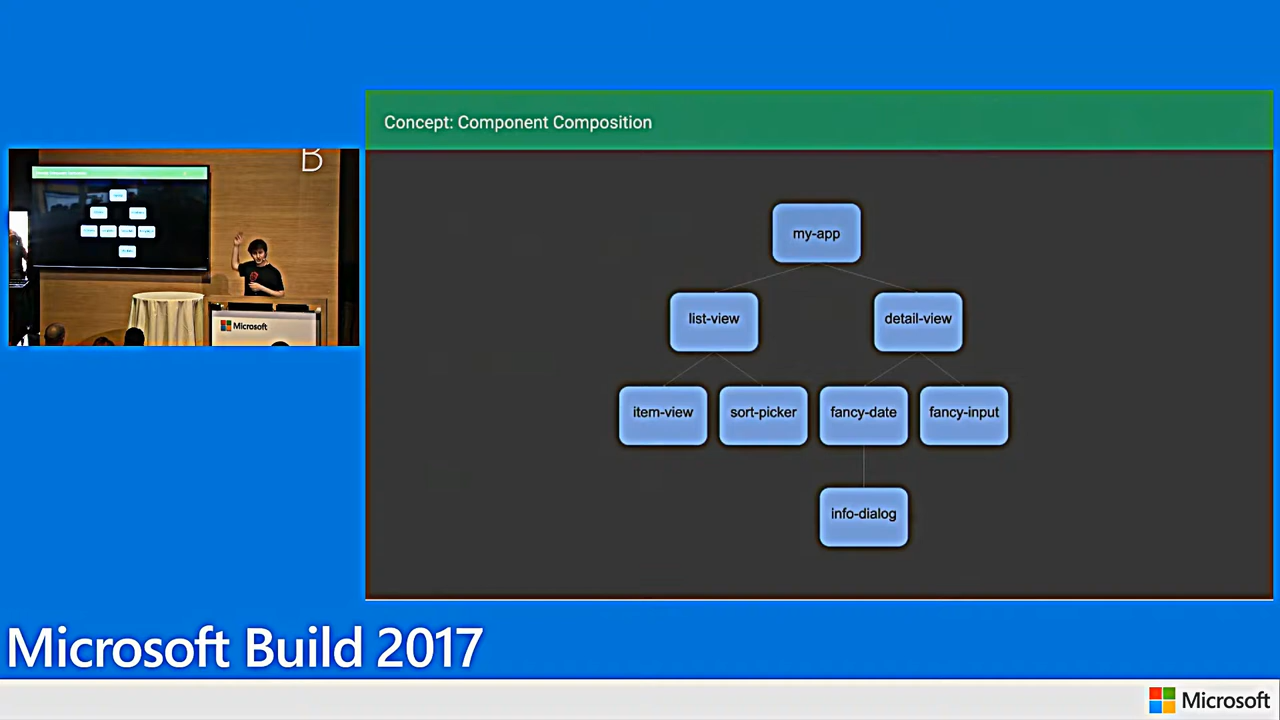 Concept: Component Composition
my-app
list-view
detail-view
item-view
sort-picker
fancy-date
fancy-input
info-dialog
B
Microsoft
Microsoft Build 2017
Microsoft